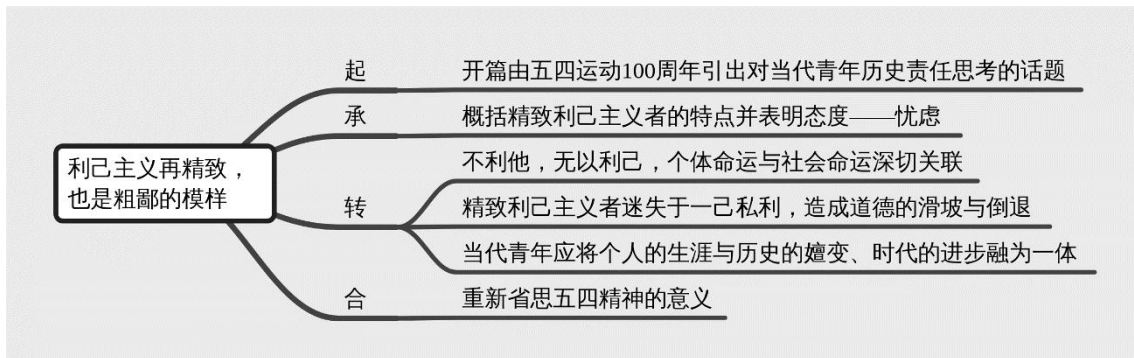 利己主义再精致，
也是粗鄙的模样
起
开篇由五四运动100周年引出对当代青年历史责任思考的话题
承
概括精致利己主义者的特点并表明态度——忧虑
转
不利他，无以利己，个体命运与社会命运深切关联
精致利己主义者迷失于一己私利，造成道德的滑坡与倒退
当代青年应将个人的生涯与历史的嬗变、时代的进步融为一体
合
重新省思五四精神的意义